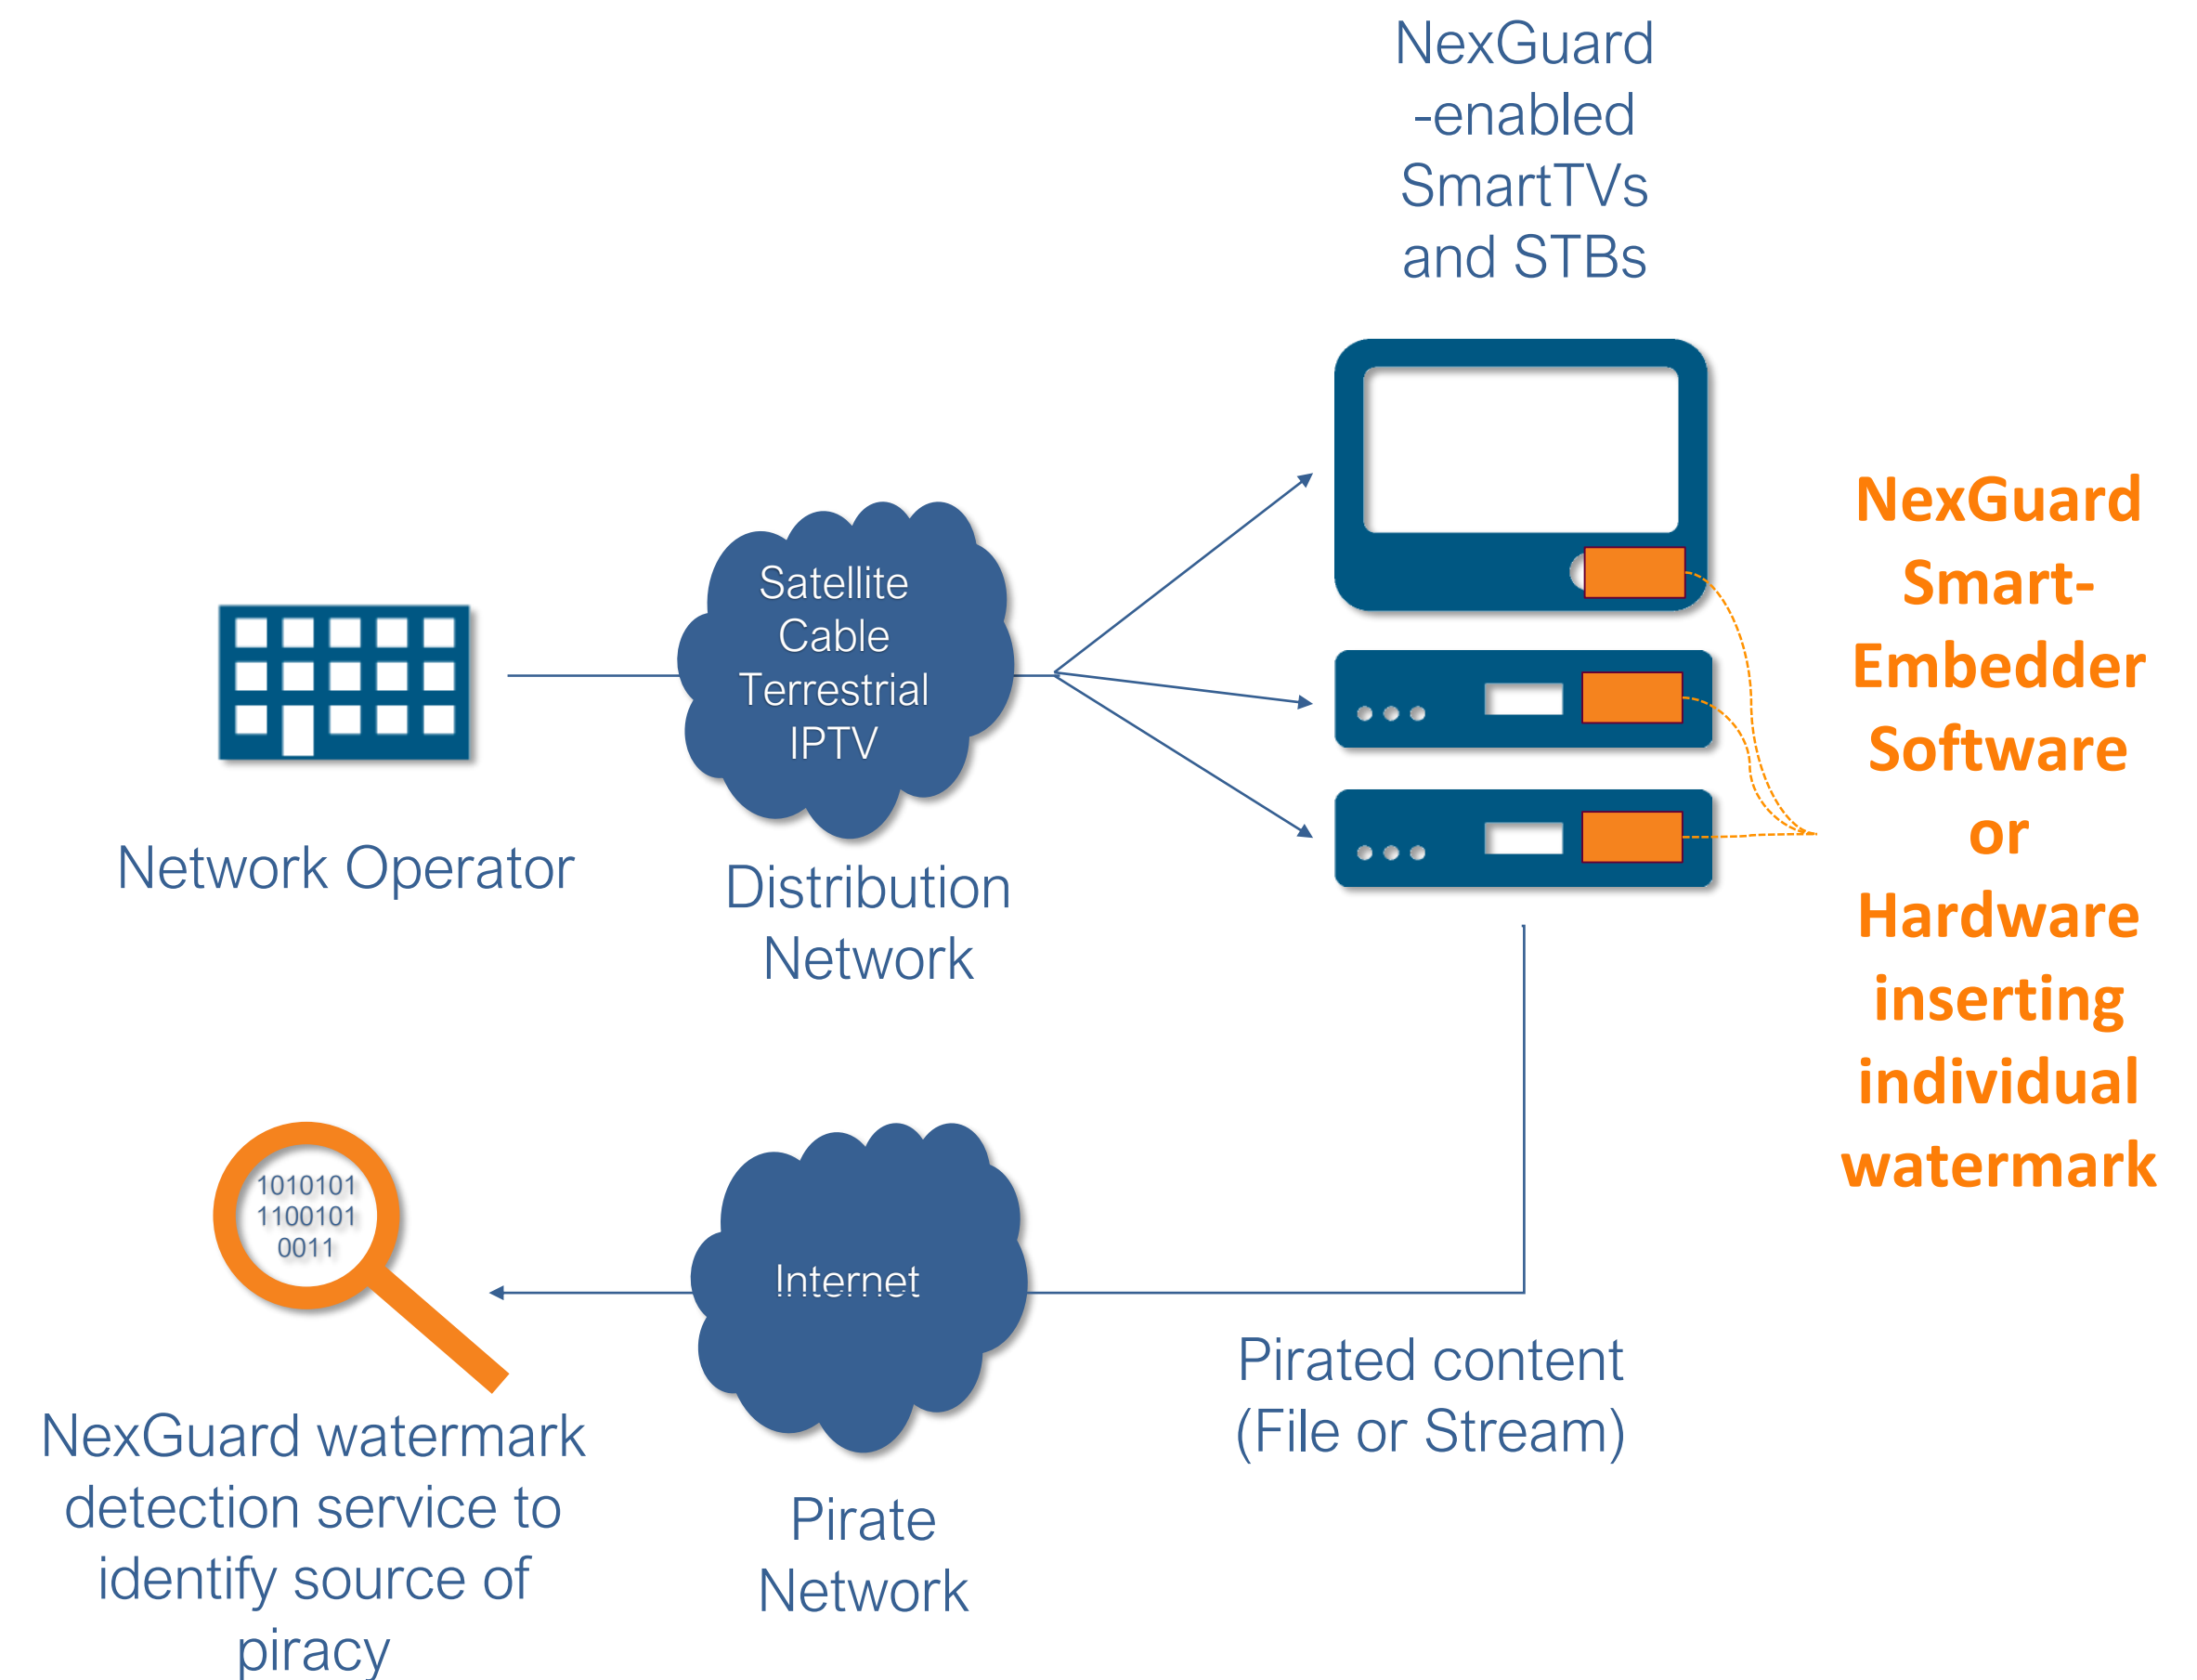 NexGuard
-enabled
SmartTVs
and STBs
Satellite
Cable
Terrestrial
IPTV
Network Operator
Distribution
Network
NexGuard
Smart-
Embedder
Software
or
Hardware
inserting
individual
watermark
1010101
1100101
0011
NexGuard watermark
detection service to
identify source of
piracy
Internet
Pirate
Network
Pirated content
(File or Stream)